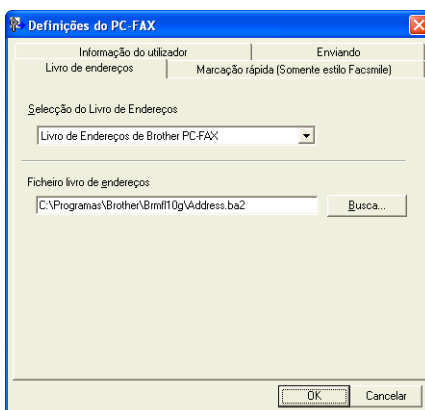 Definições do PC-FAX
Informação do utilizador
Enviando
Livro de endereços
Marcação rápida (Somente estilo Facsmile)
Selecção do Livro de Endereços
Livro de Endereços de Brother PC-FAX
Ficheiro livro de endereços
C:\Programas\Brother\Brmfl10g\Address.ba2
Busca...
OK
Cancelar